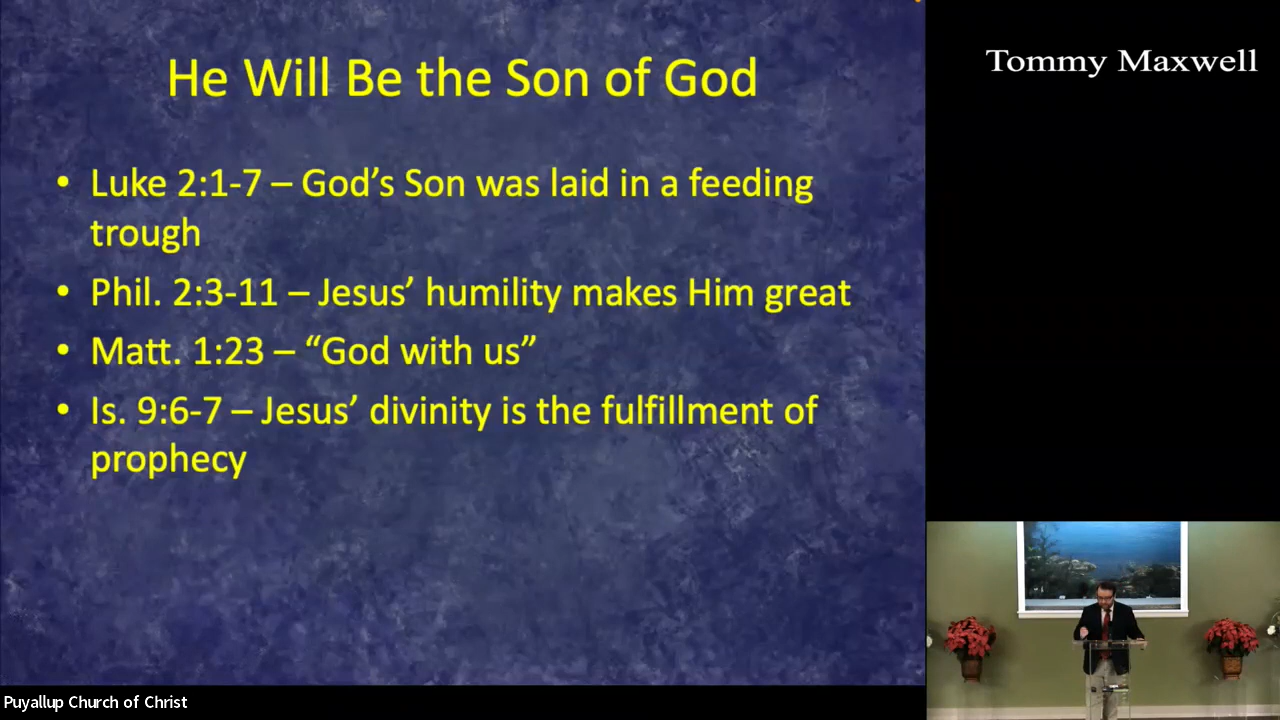 He Will Be the Son of God
• Luke 2:1-7 – God’s Son was laid in a feeding
trough
• Phil. 2:3-11 – Jesus’ humility makes Him great
• Matt. 1:23 – “God with us”
• Is. 9:6-7 – Jesus’ divinity is the fulfillment of
prophecy
Tommy Maxwell
Puyallup Church of Christ